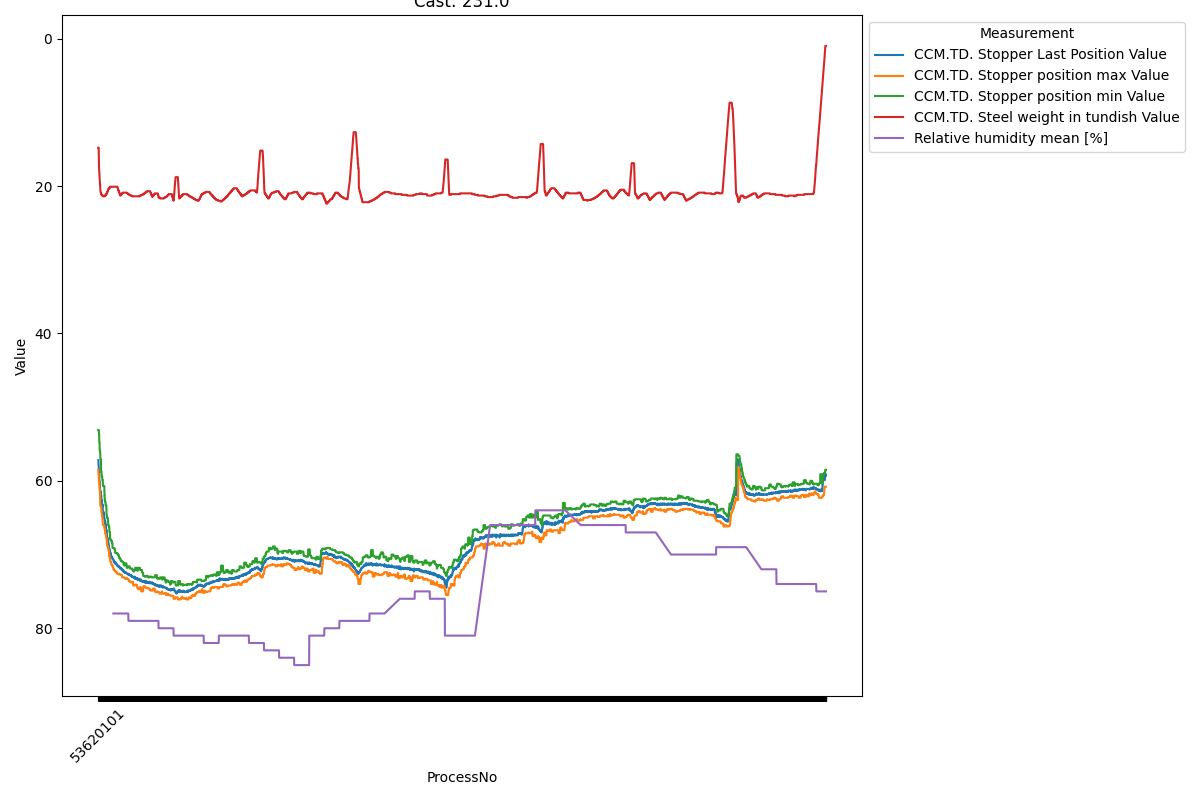 Cast: 231.0
Measurement
CCM.TD. Stopper Last Position Value
CCM.TD. Stopper position max Value
CCM.TD. Stopper position min Value
CCM.TD. Steel weight in tundish Value
Relative humidity mean [%]
Value
0
20
40
60
80
53620101
ProcessNo